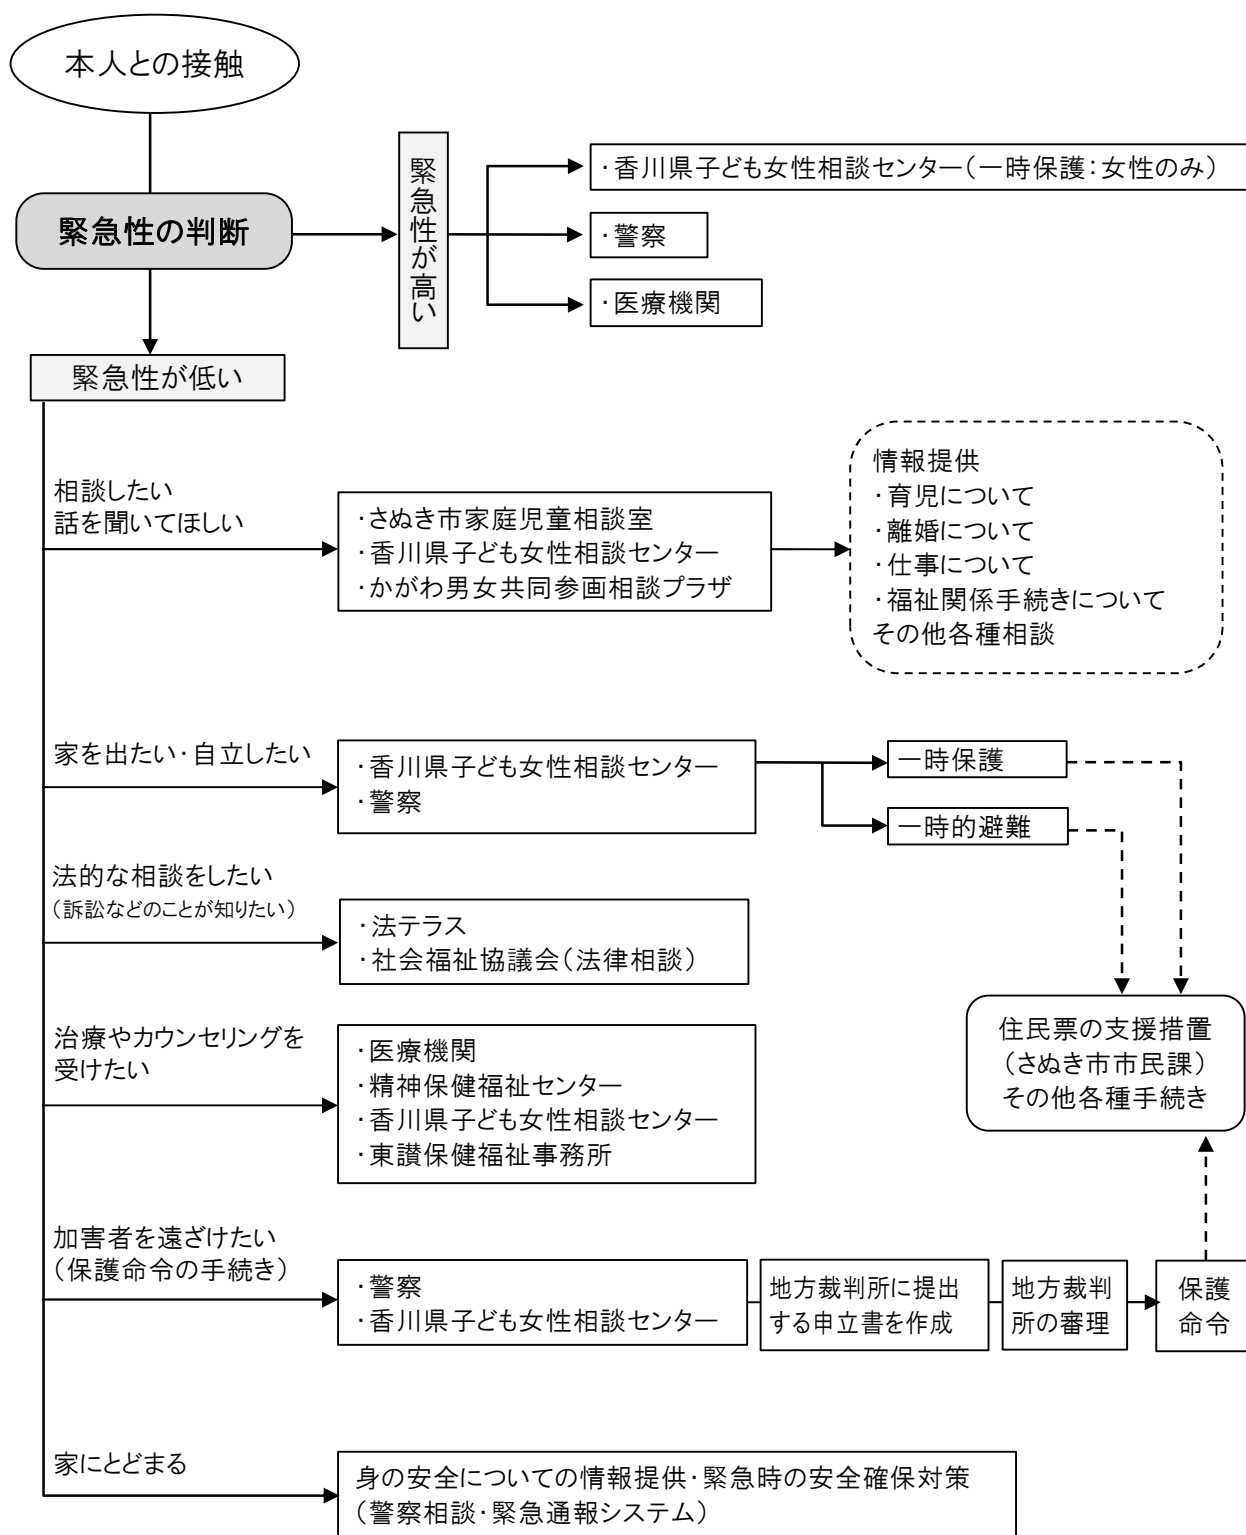 本人との接触
緊急性の判断
緊急性が高い
・香川県子ども女性相談センター（一時保護：女性のみ）
・警察
・医療機関
緊急性が低い
相談したい
話を聞いてほしい
・さぬき市家庭児童相談室
・香川県子ども女性相談センター
・かがわ男女共同参画相談プラザ
情報提供
・育児について
・離婚について
・仕事について
・福祉関係手続きについて
その他各種相談
家を出たい・自立したい
・香川県子ども女性相談センター
・警察
一時保護
一時的避難
法的な相談をしたい
（訴訟などのことが知りたい）
・法テラス
・社会福祉協議会（法律相談）
治療やカウンセリングを
受けたい
・医療機関
・精神保健福祉センター
・香川県子ども女性相談センター
・東讃保健福祉事務所
住民票の支援措置
（さぬき市市民課）
その他各種手続き
加害者を遠ざけたい
（保護命令の手続き）
・警察
・香川県子ども女性相談センター
地方裁判所に提出
する申立書を作成
地方裁判
所の審理
保護
命令
家にとどまる
身の安全についての情報提供・緊急時の安全確保対策
（警察相談・緊急通報システム）